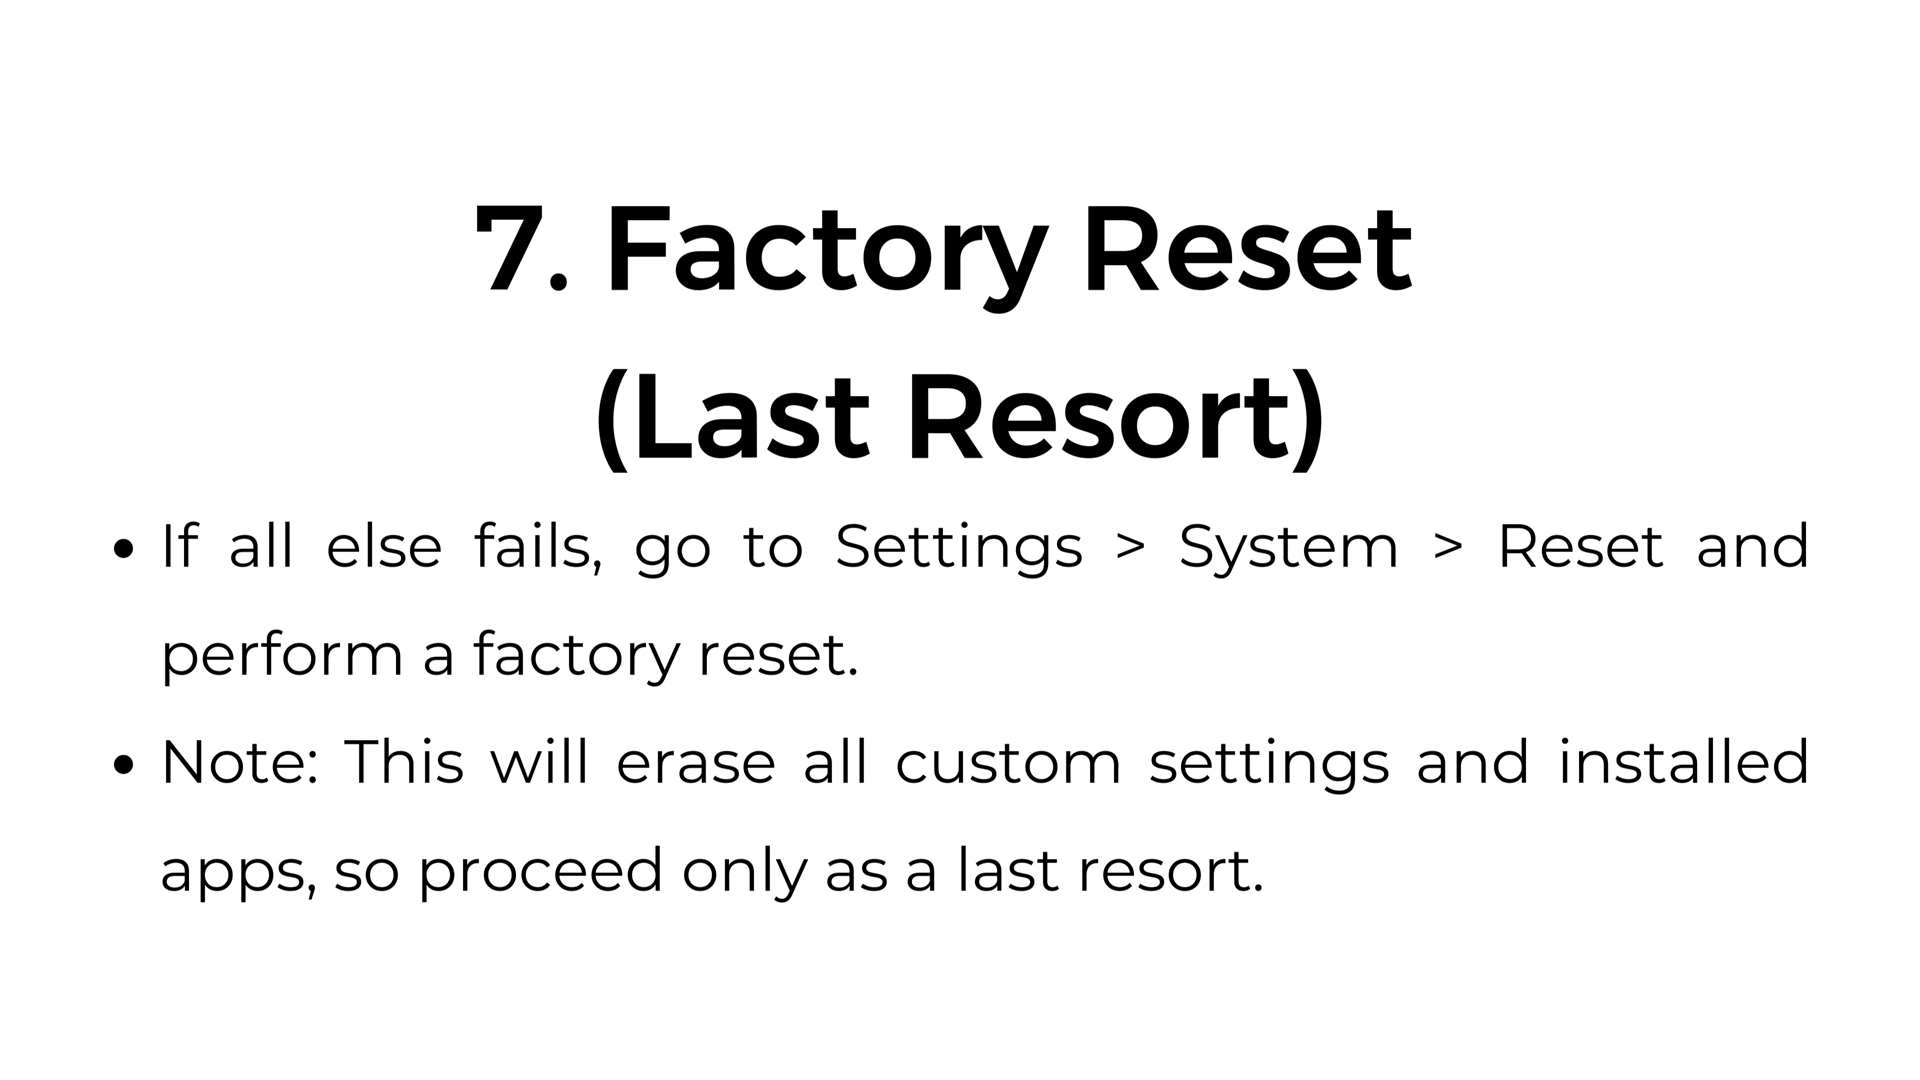 7. Factory Reset
(Last Resort)
• If all else fails, go to Settings > System > Reset and
perform a factory reset.
• Note: This will erase all custom settings and installed
apps, so proceed only as a last resort.